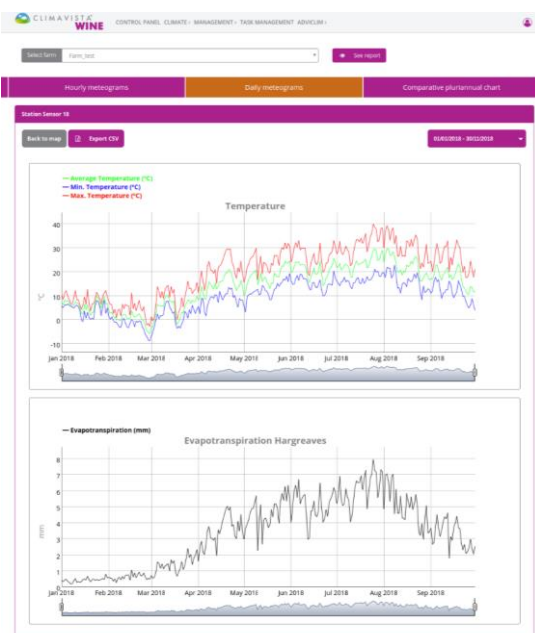 CLIMAVISTA
WINE
CONTROL PANEL CLIMATE › MANAGEMENT › TASK MANAGEMENT ADVICLIM ›
Select farm Farm_test See report
Hourly meteograms Daily meteograms Comparative pluriannual chart
Station Sensor 18
Back to map Export CSV 01/01/2018 - 30/11/2018
Average Temperature (°C)
Min. Temperature (°C)
Max. Temperature (°C)
Temperature
40
30
20
°C
10
0
-10
Jan 2018 Feb 2018 Mar 2018 Apr 2018 May 2018 Jun 2018 Jul 2018 Aug 2018 Sep 2018
Evapotranspiration (mm)
Evapotranspiration Hargreaves
8
7
6
5
4
mm
3
2
1
0
Jan 2018 Feb 2018 Mar 2018 Apr 2018 May 2018 Jun 2018 Jul 2018 Aug 2018 Sep 2018